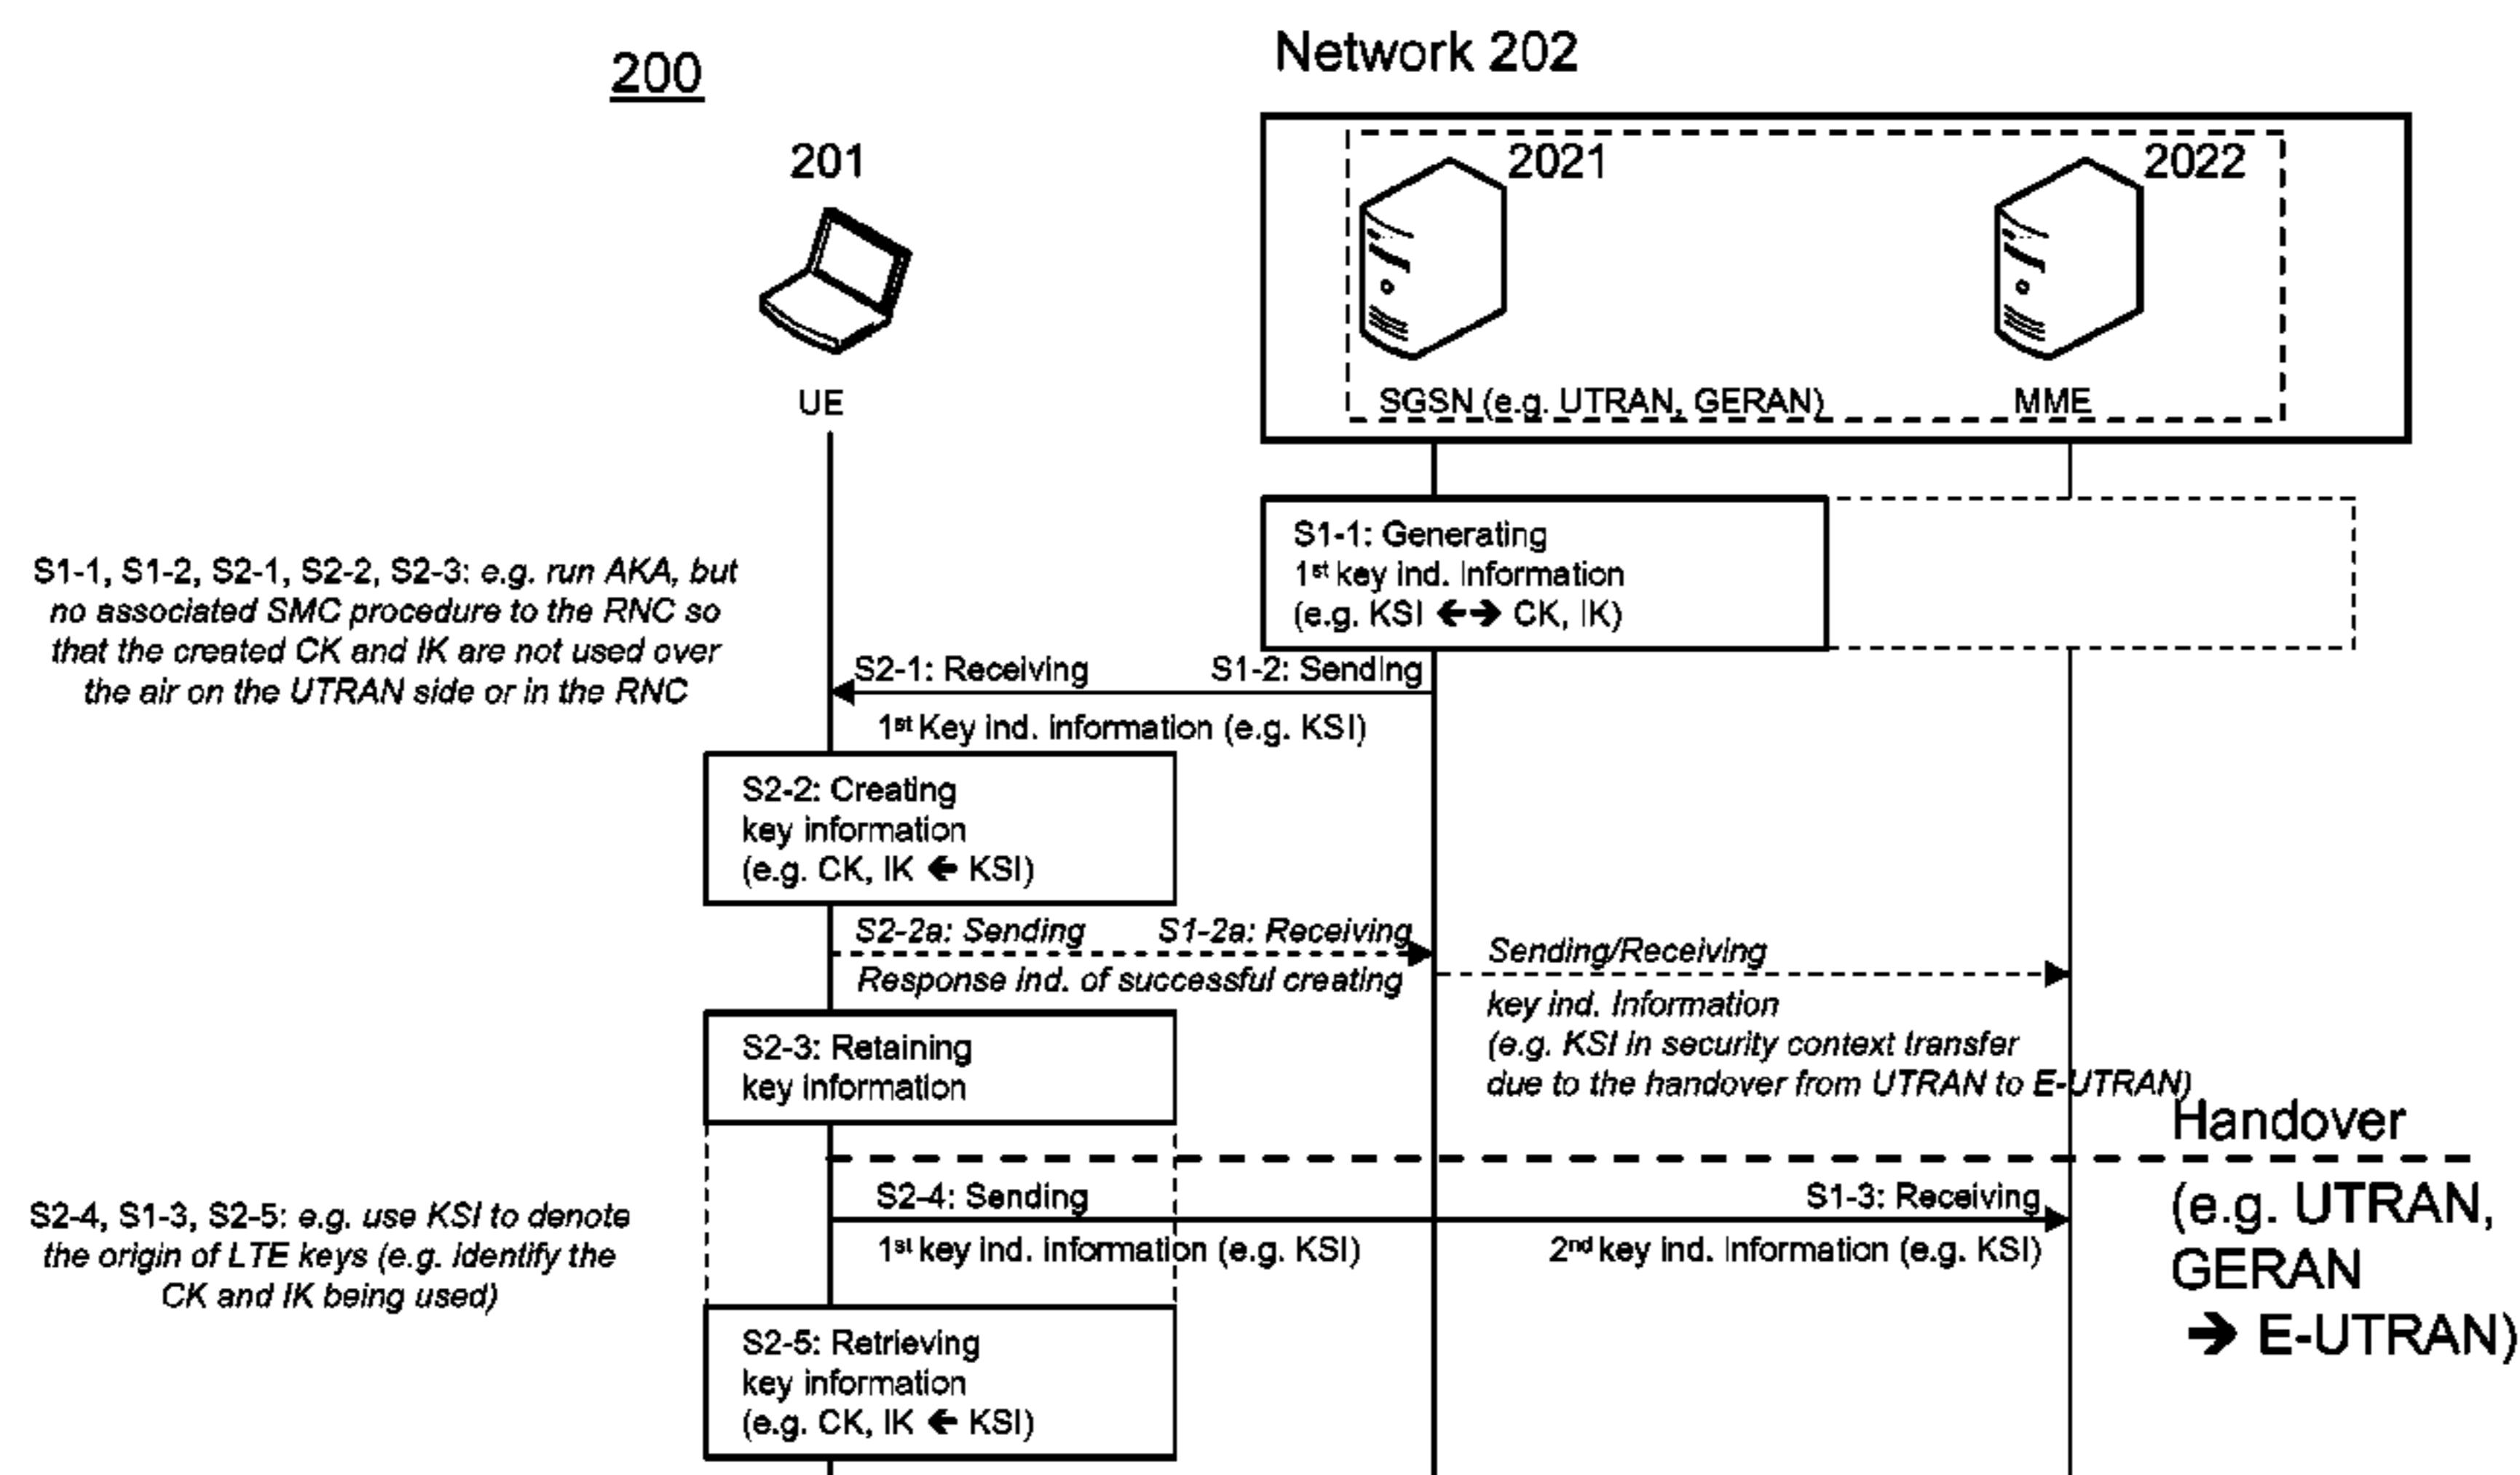 200
Network 202
201
2021
2022
UE
SGSN (e.g. UTRAN, GERAN)
MME
S1-1: Generating
1st key ind. Information
(e.g. KSI ←→ CK, IK)
S1-1, S1-2, S2-1, S2-2, S2-3: e.g. run AKA, but
no associated SMC procedure to the RNC so
that the created CK and IK are not used over
the air on the UTRAN side or in the RNC
S2-1: Receiving
S1-2: Sending
1st Key ind. information (e.g. KSI)
S2-2: Creating
key information
(e.g. CK, IK ← KSI)
S2-2a: Sending
S1-2a: Receiving
Response ind. of successful creating
Sending/Receiving
key ind. Information
(e.g. KSI in security context transfer
due to the handover from UTRAN to E-UTRAN)
S2-3: Retaining
key information
Handover
(e.g. UTRAN,
GERAN
→ E-UTRAN)
S2-4: Sending
S1-3: Receiving
1st key ind. information (e.g. KSI)
2nd key ind. Information (e.g. KSI)
S2-4, S1-3, S2-5: e.g. use KSI to denote
the origin of LTE keys (e.g. identify the
CK and IK being used)
S2-5: Retrieving
key information
(e.g. CK, IK ← KSI)